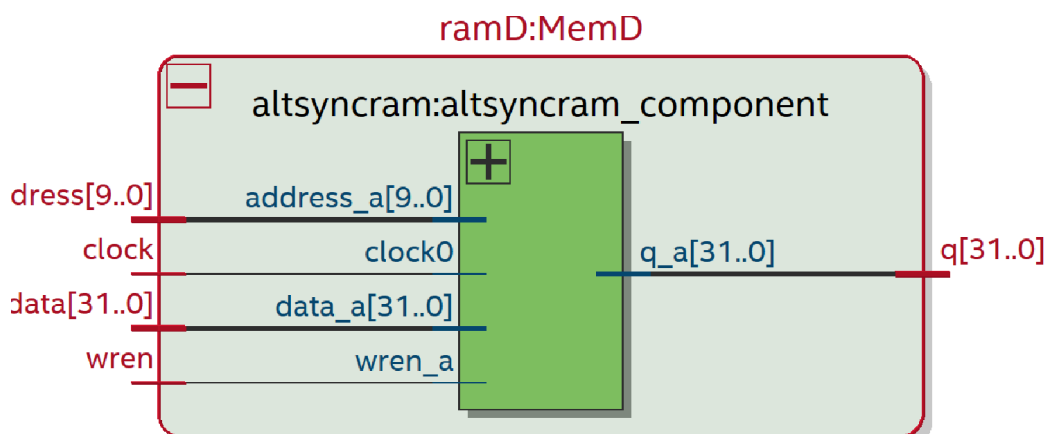 ramD:MemD
altsyncram:altsyncram_component
dress[9..0] address_a[9..0]
clock clock0 q_a[31..0] q[31..0]
data[31..0] data_a[31..0]
wren wren_a